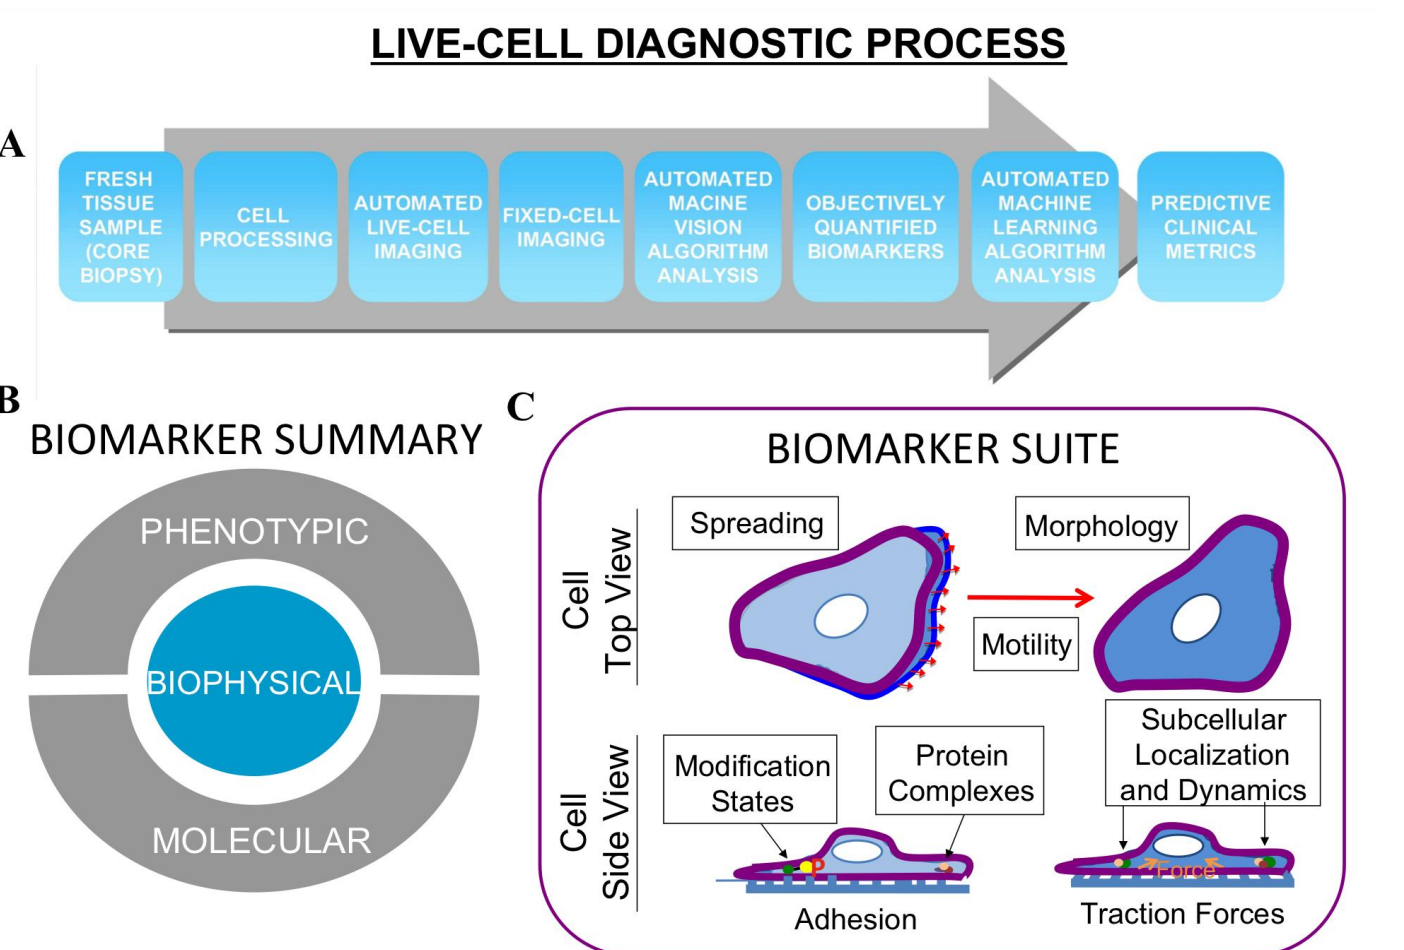 LIVE-CELL DIAGNOSTIC PROCESS
A
FRESH
TISSUE
SAMPLE
(CORE
BIOPSY)
CELL
PROCESSING
AUTOMATED
LIVE-CELL
IMAGING
FIXED-CELL
IMAGING
AUTOMATED
MACINE
VISION
ALGORITHM
ANALYSIS
OBJECTIVELY
QUANTIFIED
BIOMARKERS
AUTOMATED
MACHINE
LEARNING
ALGORITHM
ANALYSIS
PREDICTIVE
CLINICAL
METRICS
B
BIOMARKER SUMMARY
PHENOTYPIC
BIOPHYSICAL
MOLECULAR
C
BIOMARKER SUITE
Cell
Top View
Spreading
Morphology
Motility
Cell
Side View
Modification
States
Protein
Complexes
Subcellular
Localization
and Dynamics
P
Force
Adhesion
Traction Forces